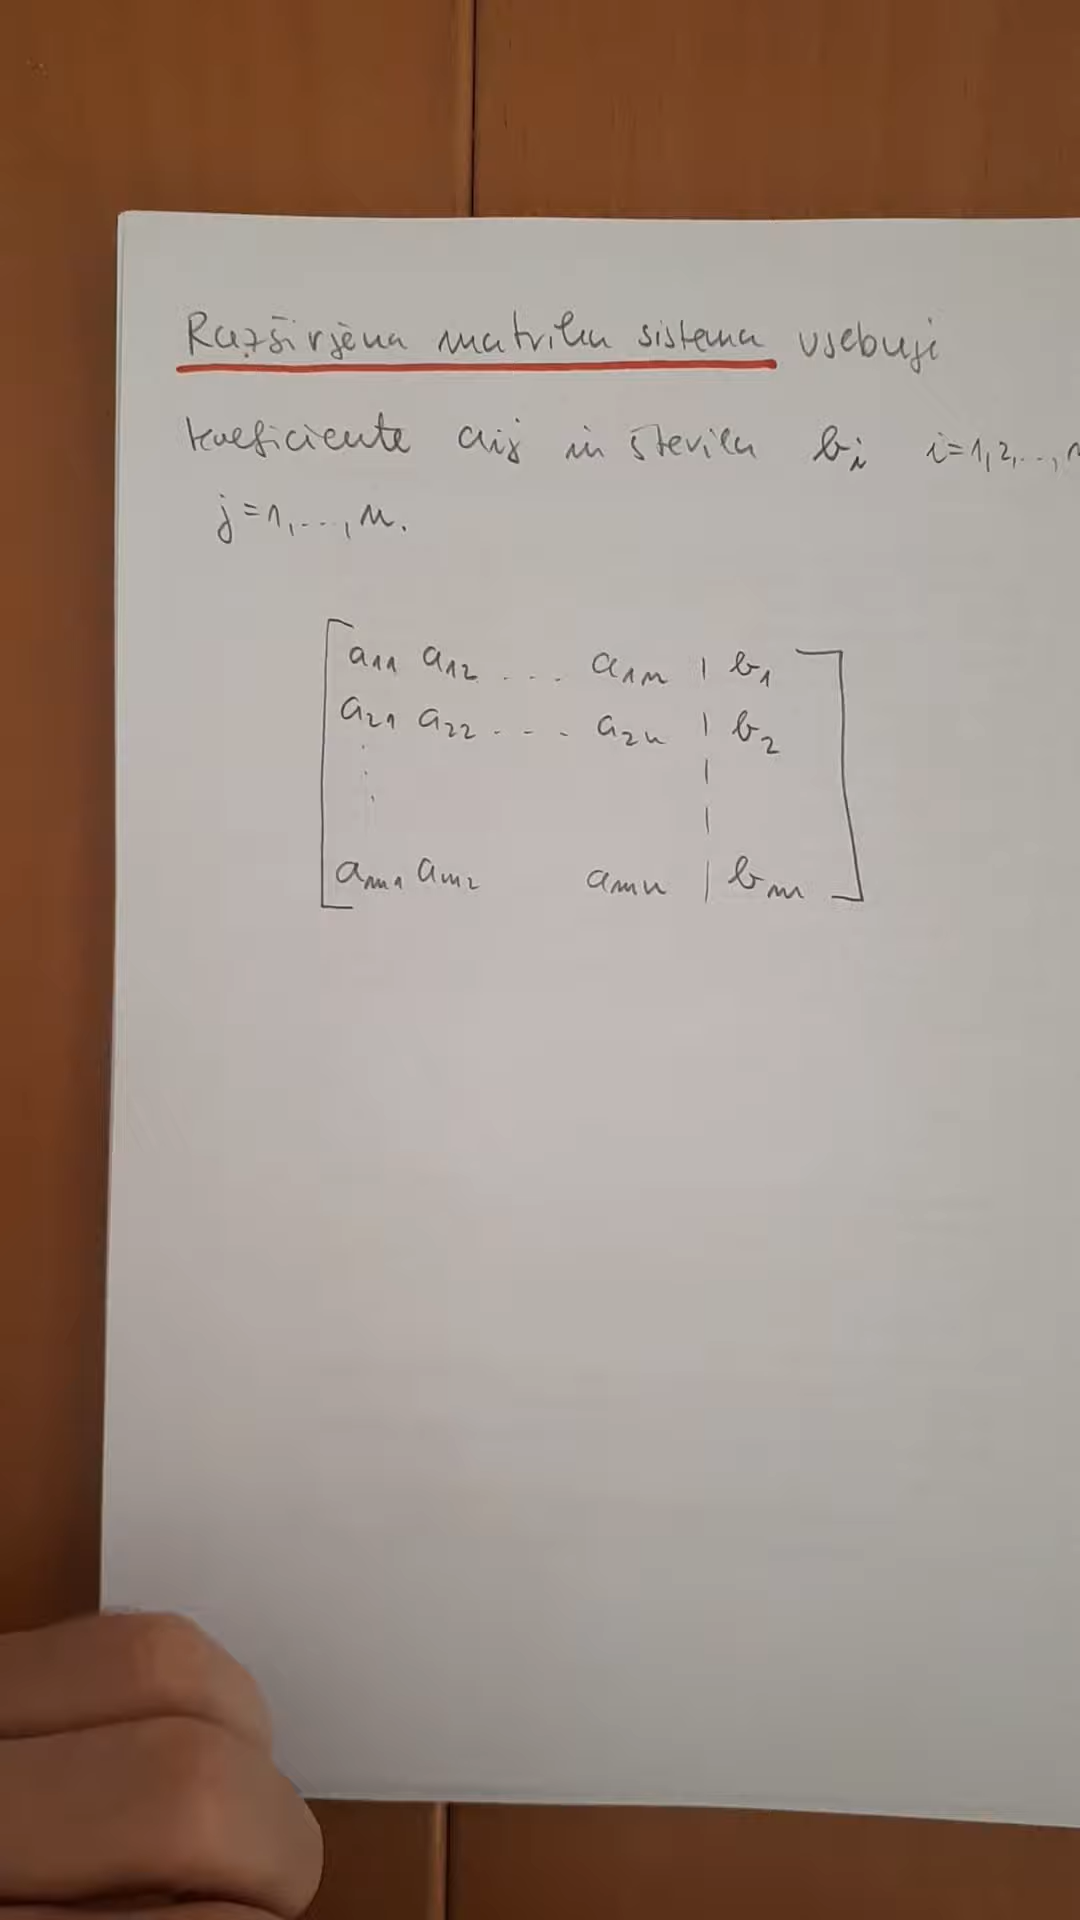 Razširjena matrika sistema vsebuje
koeficiente aij in števila bi i=1,2,...,
j=1,...,n.
a11 a12 ... a1n | b1
a21 a22 ... a2n | b2
am1 am2 amn | bm